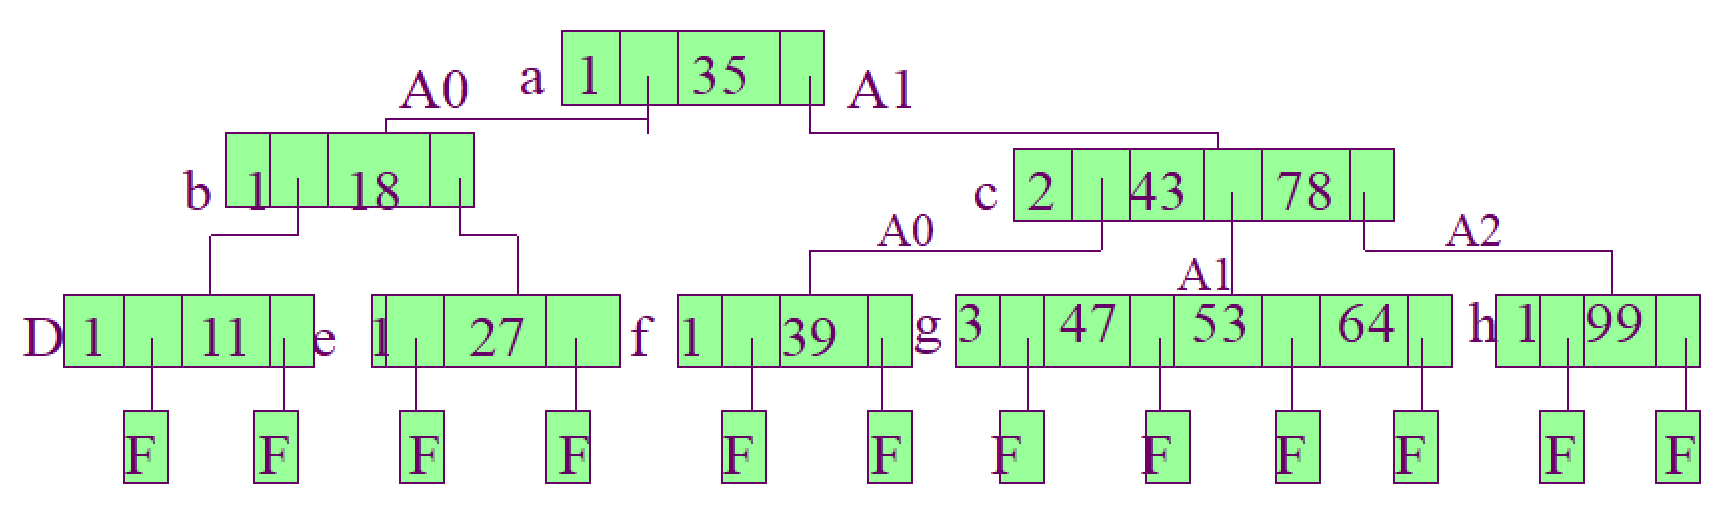 A0 a 1 35 A1
b 1 18 c 2 43 78
A0 A1 A2
D 1 11 e 1 27 f 1 39 g 3 47 53 64 h 1 99
F F F F F F F F F F F F